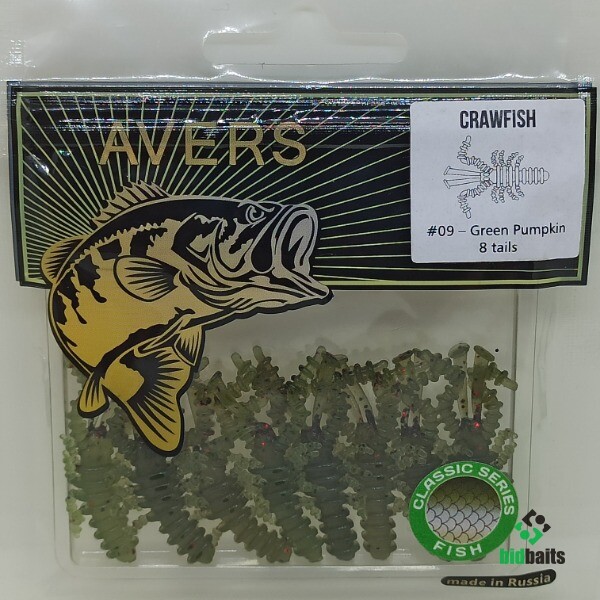 AVERS
CRAWFISH
#09 – Green Pumpkin
8 tails
CLASSIC SERIES
FISH
bidbaits
made in Russia